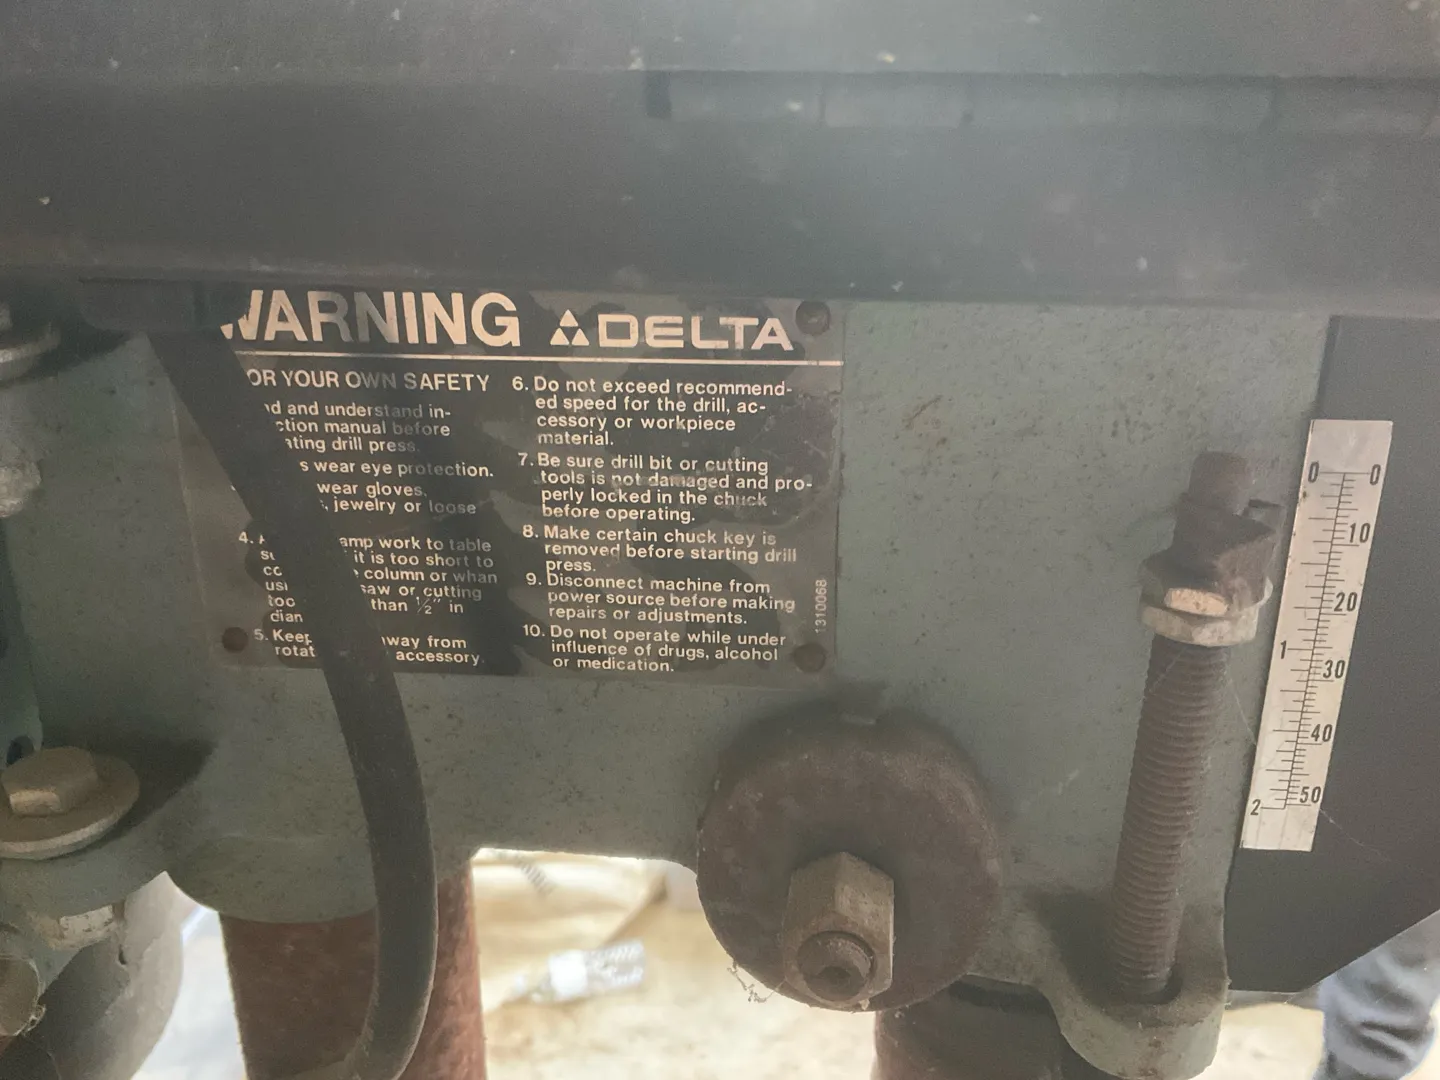 WARNING DELTA
OR YOUR OWN SAFETY
and understand in-
manual before
drill press.
wear eye protection.
wear gloves,
jewelry or loose
4.
work to table
it is too short to
column or whan
saw or cutting
than 1/2" in
5. Keep away from
accessory.
6. Do not exceed recommend-
ed speed for the drill, ac-
cessory or workpiece
material.
7. Be sure drill bit or cutting
tools is not damaged and pro-
perly locked in the chuck
before operating.
8. Make certain chuck key is
removed before starting drill
press.
9. Disconnect machine from
power source before making
repairs or adjustments.
10. Do not operate while under
influence of drugs, alcohol
or medication.
1310068
0 0
10
20
1
30
40
2 50